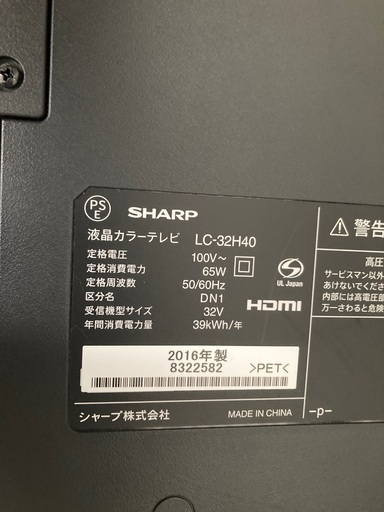 PS
E
SHARP
液晶カラーテレビ LC-32H40
定格電圧 100V～
定格消費電力 65W
定格周波数 50/60Hz
区分名 DN1
受信機型サイズ 32V
年間消費電力量 39kWh/年
UL Japan
HDMI
2016年製
8322582 >PET<
シャープ株式会社 MADE IN CHINA
警告
高圧
サービスマン以
あけないでくださ
内部には高電圧部
万一さわると危険
-p-